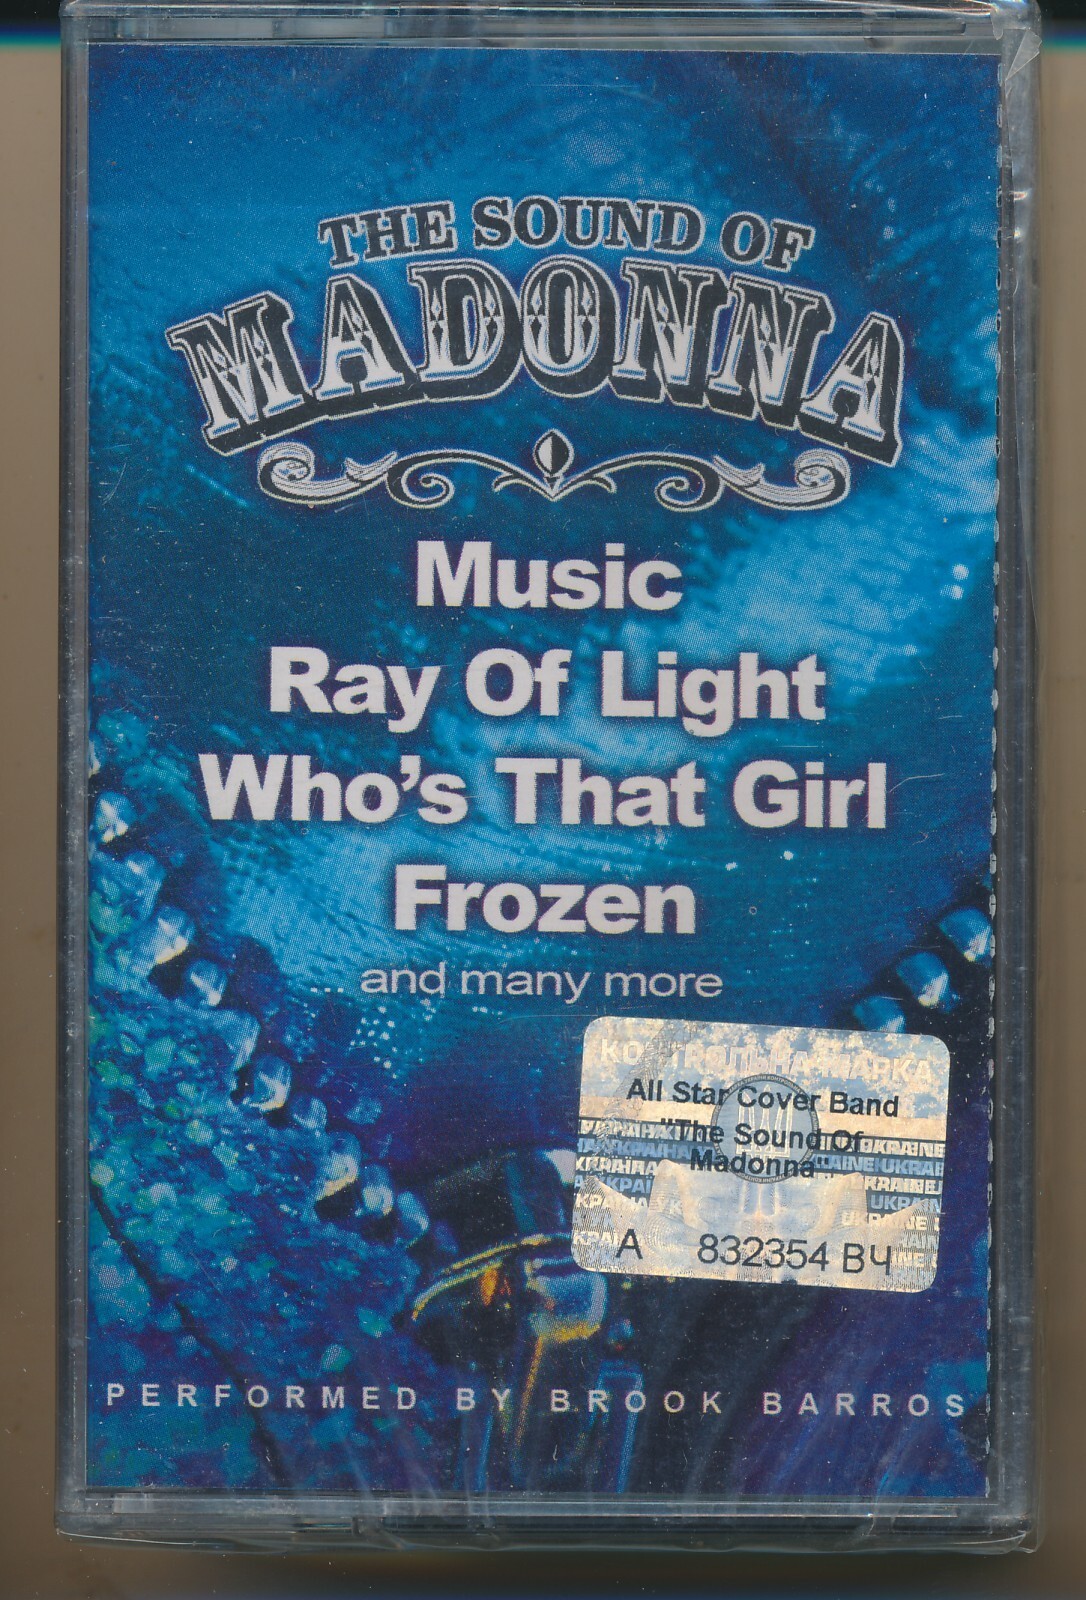 THE SOUND OF
MADONNA
Music
Ray Of Light
Who's That Girl
Frozen
... and many more
КОНТРОЛЬНА МАРКА
All Star Cover Band
"The Sound Of
Madonna"
A 832354 ВЧ
PERFORMED BY BROOK BARROS